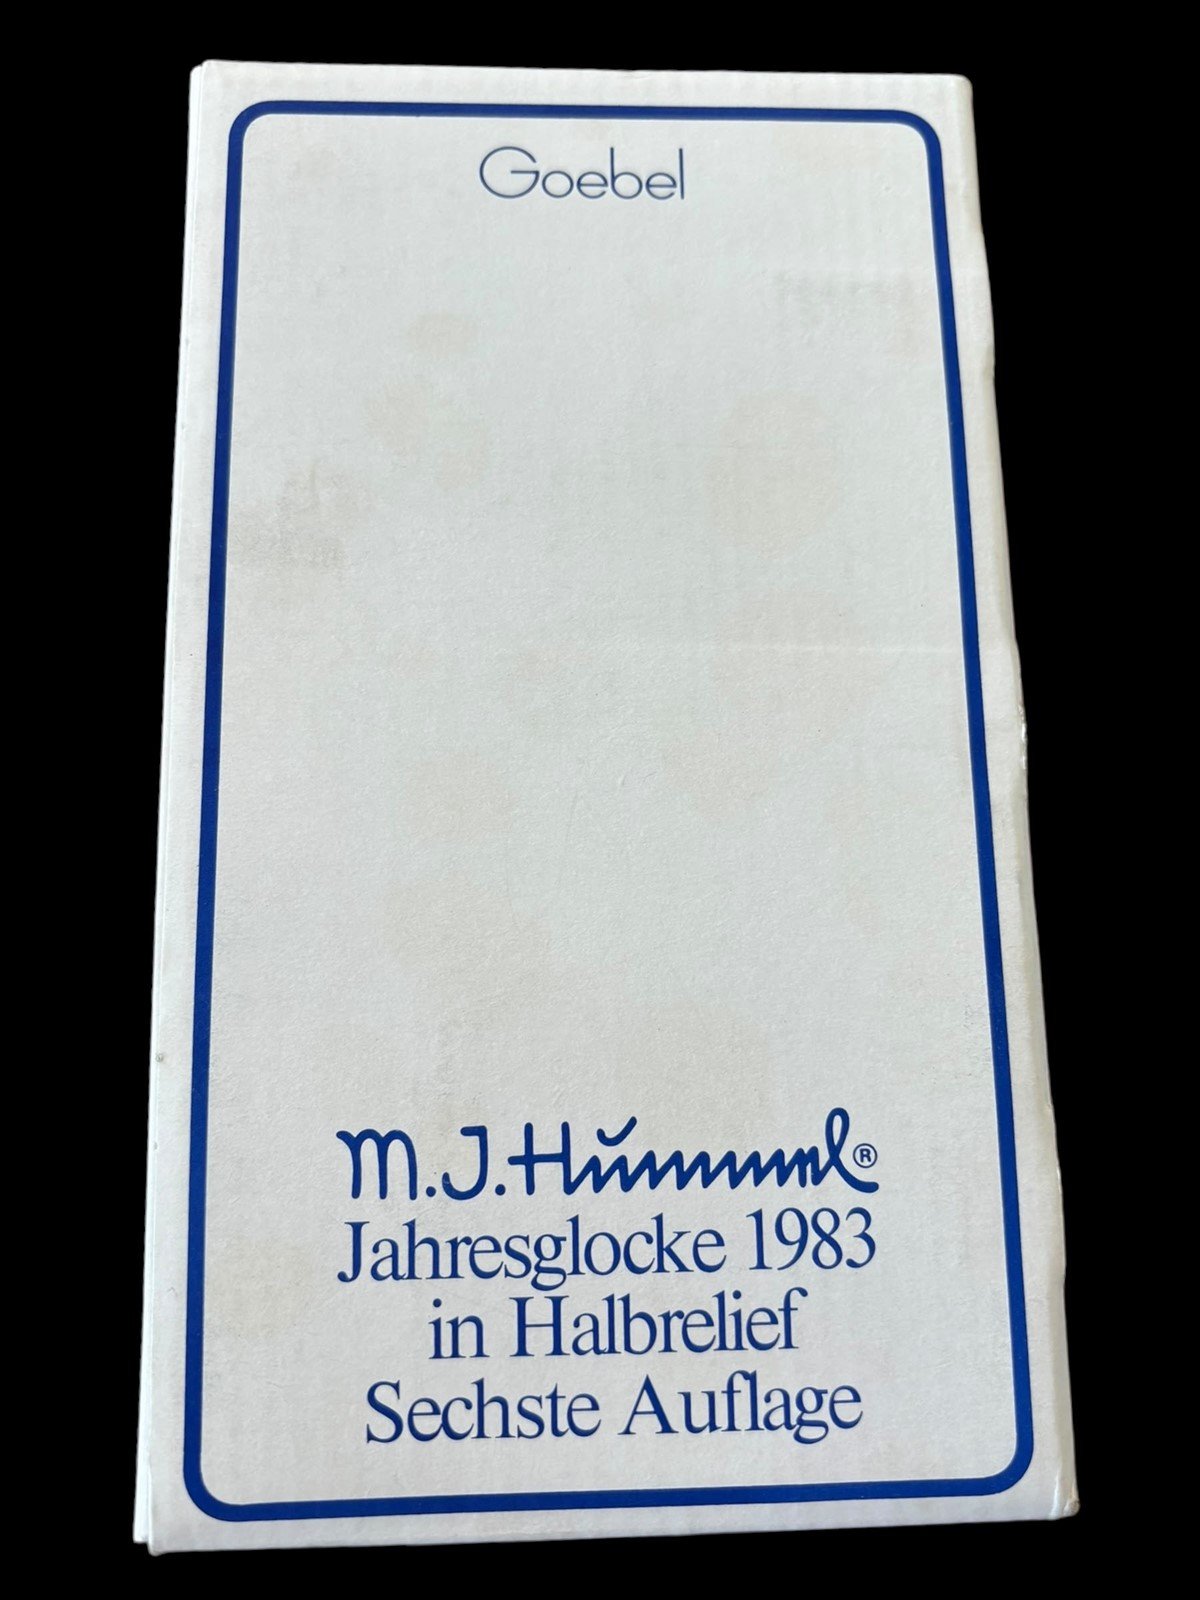 Goebel
M.J. Hummel®
Jahresglocke 1983
in Halbrelief
Sechste Auflage